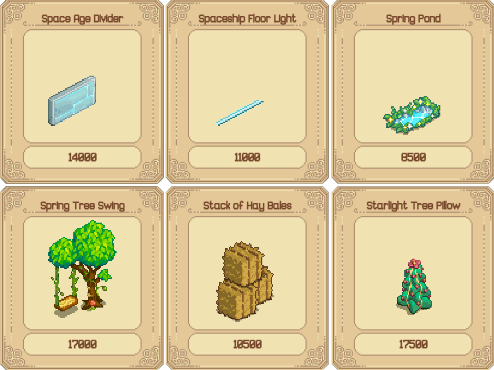 Space Age Divider
14000
Spaceship Floor Light
11000
Spring Pond
8500
Spring Tree Swing
17000
Stack of Hay Bales
10500
Starlight Tree Pillow
17500